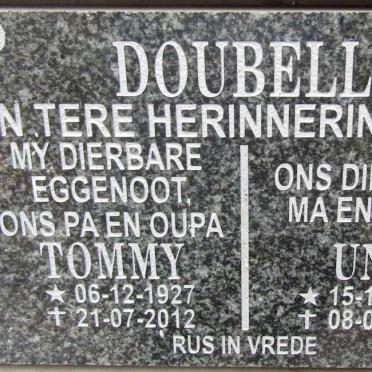 DOUBELL
N TERE HERINNERIN
MY DIERBARE
EGGENOOT,
ONS PA EN OUPA
TOMMY
★ 06-12-1927
✝ 21-07-2012
ONS DI
MA EN
UN
★ 15-1
✝ 08-0
RUS IN VREDE